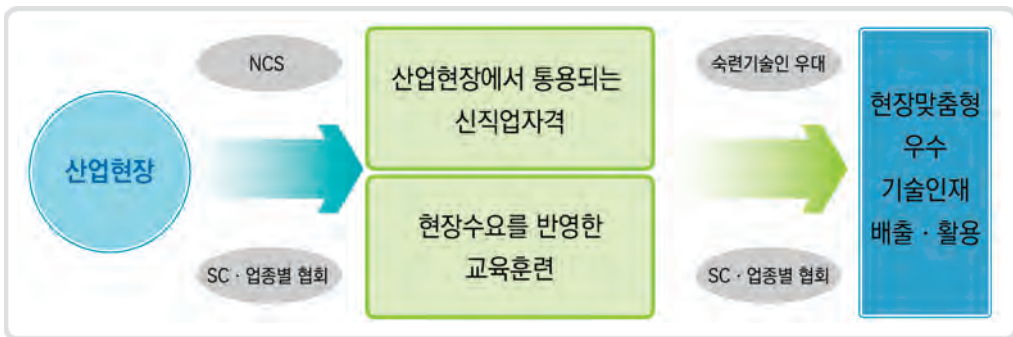 산업현장
NCS
SC · 업종별 협회
산업현장에서 통용되는
신직업자격
현장수요를 반영한
교육훈련
숙련기술인 우대
SC · 업종별 협회
현장맞춤형
우수
기술인재
배출 · 활용